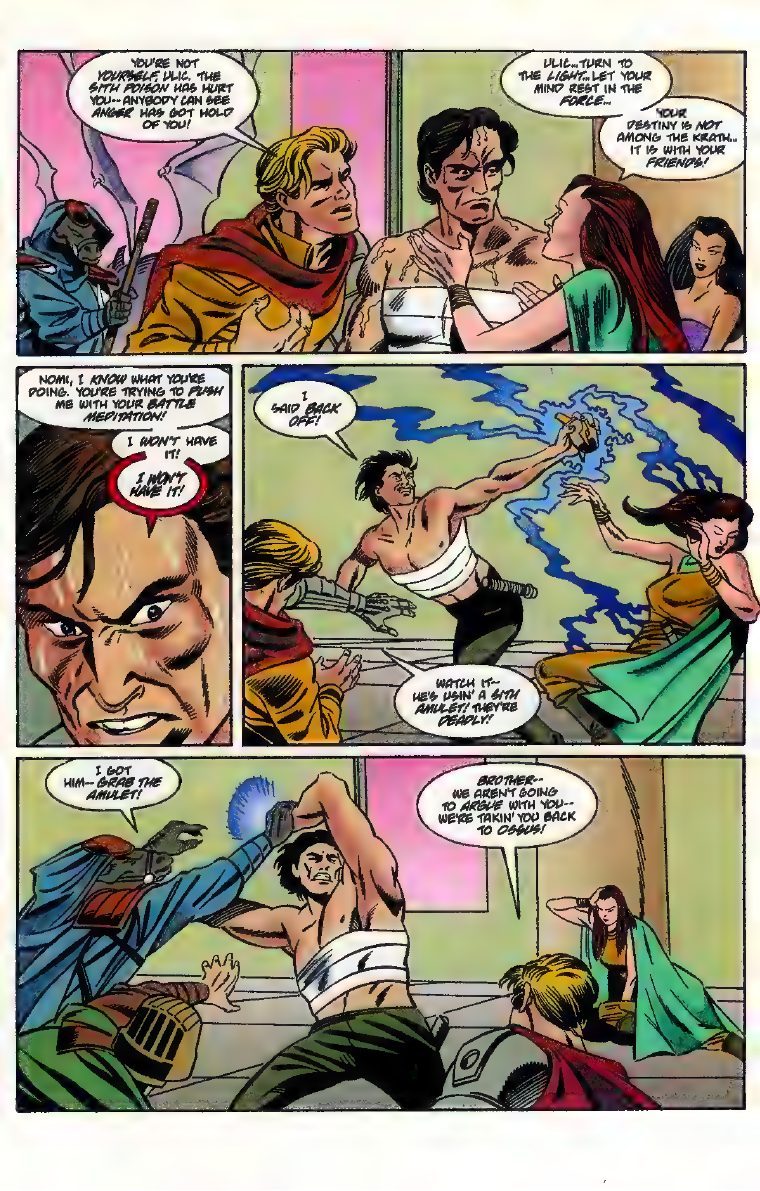 YOU'RE NOT
YOURSELF, ULIC. THE
SITH POISON HAS HURT
YOU--ANYBODY CAN SEE
ANGER HAS GOT HOLD
OF YOU!
ULIC...TURN TO
THE LIGHT...LET YOUR
MIND REST IN THE
FORCE...
YOUR
DESTINY IS NOT
AMONG THE KRATH...
IT IS WITH YOUR
FRIENDS!
NOMI, I KNOW WHAT YOU'RE
DOING. YOU'RE TRYING TO PUSH
ME WITH YOUR BATTLE
MEDITATION!
I WON'T HAVE
IT!
I WON'T
HAVE IT!
I
SAID BACK
OFF!
WATCH IT--
HE'S USIN' A SITH
AMULET! THEY'RE
DEADLY!
I GOT
HIM--GRAB THE
AMULET!
BROTHER--
WE AREN'T GOING
TO ARGUE WITH YOU--
WE'RE TAKIN' YOU BACK
TO OSSUS!